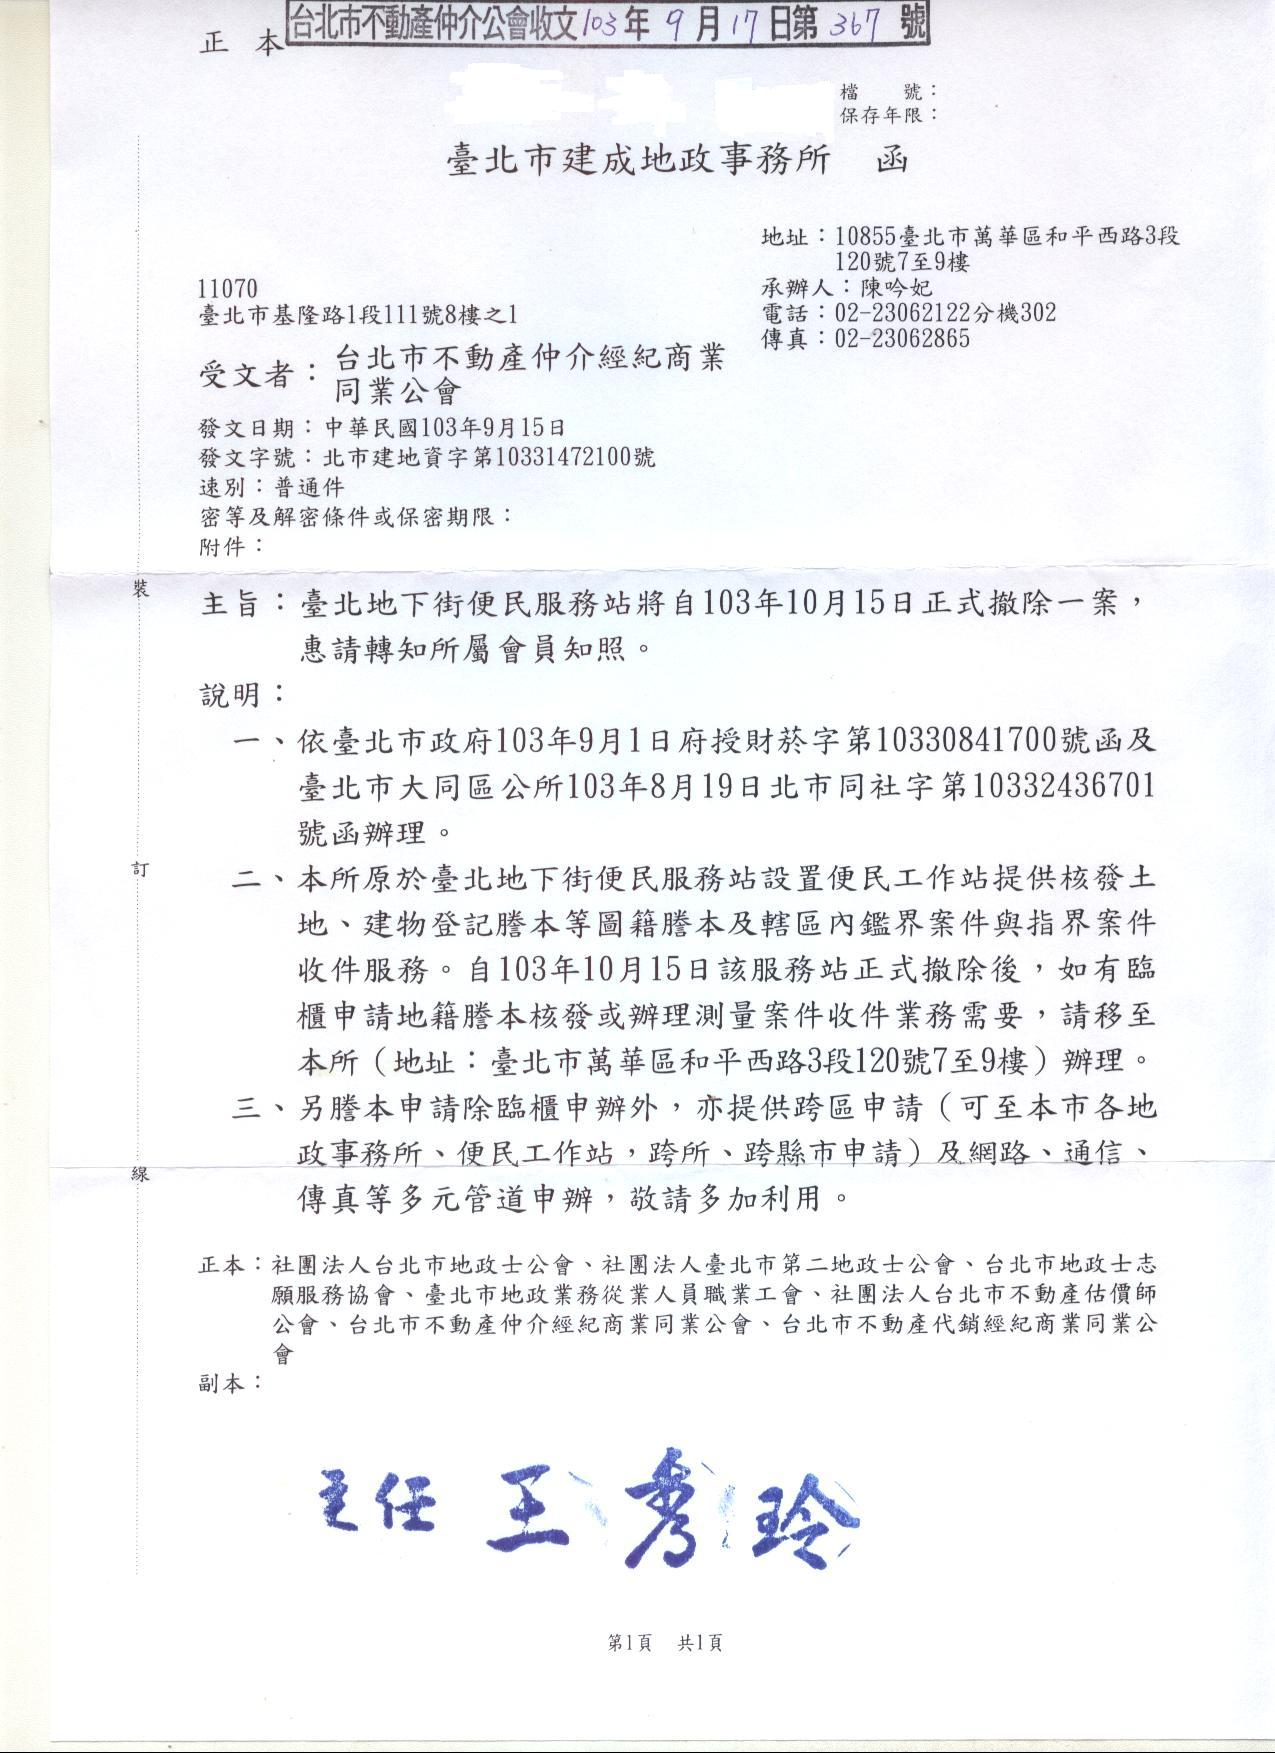 台北市不動產仲介公會收文103年9月17日第367號
正 本
檔 號：
保存年限：
臺北市建成地政事務所 函
地址：10855臺北市萬華區和平西路3段
120號7至9樓
承辦人：陳吟妃
電話：02-23062122分機302
傳真：02-23062865
11070
臺北市基隆路1段111號8樓之1
受文者：台北市不動產仲介經紀商業
同業公會
發文日期：中華民國103年9月15日
發文字號：北市建地資字第10331472100號
速別：普通件
密等及解密條件或保密期限：
附件：
裝
主旨：臺北地下街便民服務站將自103年10月15日正式撤除一案，
惠請轉知所屬會員知照。
說明：
一、依臺北市政府103年9月1日府授財菸字第10330841700號函及
臺北市大同區公所103年8月19日北市同社字第10332436701
號函辦理。
訂
二、本所原於臺北地下街便民服務站設置便民工作站提供核發土
地、建物登記謄本等圖籍謄本及轄區內鑑界案件與指界案件
收件服務。自103年10月15日該服務站正式撤除後，如有臨
櫃申請地籍謄本核發或辦理測量案件收件業務需要，請移至
本所（地址：臺北市萬華區和平西路3段120號7至9樓）辦理。
三、另謄本申請除臨櫃申辦外，亦提供跨區申請（可至本市各地
政事務所、便民工作站，跨所、跨縣市申請）及網路、通信、
線
傳真等多元管道申辦，敬請多加利用。
正本：社團法人台北市地政士公會、社團法人臺北市第二地政士公會、台北市地政士志
願服務協會、臺北市地政業務從業人員職業工會、社團法人台北市不動產估價師
公會、台北市不動產仲介經紀商業同業公會、台北市不動產代銷經紀商業同業公
會
副本：
主任 王秀玲
第1頁 共1頁